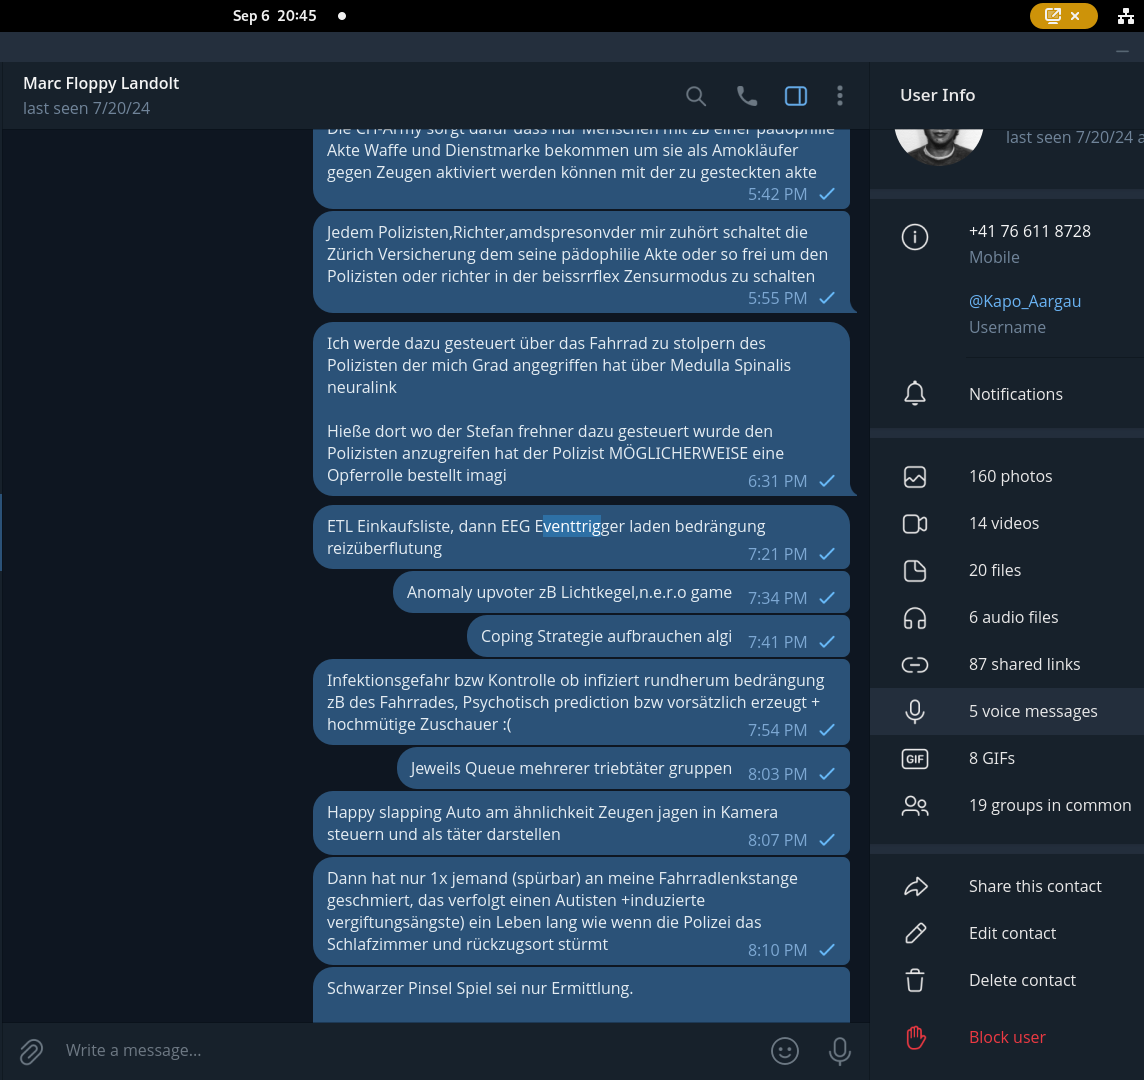 Sep 6 20:45
Marc Floppy Landolt
last seen 7/20/24
User Info
last seen 7/20/24 a
Die CH-Army sorgt dafür dass nur Menschen mit zB einer pädophilie
Akte Waffe und Dienstmarke bekommen um sie als Amokläufer
gegen Zeugen aktiviert werden können mit der zu gesteckten akte
5:42 PM
Jedem Polizisten,Richter,amdspresonvder mir zuhört schaltet die
Zürich Versicherung dem seine pädophilie Akte oder so frei um den
Polizisten oder richter in der beissrrflex Zensurmodus zu schalten
5:55 PM
Ich werde dazu gesteuert über das Fahrrad zu stolpern des
Polizisten der mich Grad angegriffen hat über Medulla Spinalis
neuralink
Hieße dort wo der Stefan frehner dazu gesteuert wurde den
Polizisten anzugreifen hat der Polizist MÖGLICHERWEISE eine
Opferrolle bestellt imagi
6:31 PM
ETL Einkaufsliste, dann EEG Eventtrigger laden bedrängung
reizüberflutung
7:21 PM
Anomaly upvoter zB Lichtkegel,n.e.r.o game
7:34 PM
Coping Strategie aufbrauchen algi
7:41 PM
Infektionsgefahr bzw Kontrolle ob infiziert rundherum bedrängung
zB des Fahrrades, Psychotisch prediction bzw vorsätzlich erzeugt +
hochmütige Zuschauer :(
7:54 PM
Jeweils Queue mehrerer triebtäter gruppen
8:03 PM
Happy slapping Auto am ähnlichkeit Zeugen jagen in Kamera
steuern und als täter darstellen
8:07 PM
Dann hat nur 1x jemand (spürbar) an meine Fahrradlenkstange
geschmiert, das verfolgt einen Autisten +induzierte
vergiftungsängste) ein Leben lang wie wenn die Polizei das
Schlafzimmer und rückzugsort stürmt
8:10 PM
Schwarzer Pinsel Spiel sei nur Ermittlung.
Write a message...
+41 76 611 8728
Mobile
@Kapo_Aargau
Username
Notifications
160 photos
14 videos
20 files
6 audio files
87 shared links
5 voice messages
GIF
8 GIFs
19 groups in common
Share this contact
Edit contact
Delete contact
Block user